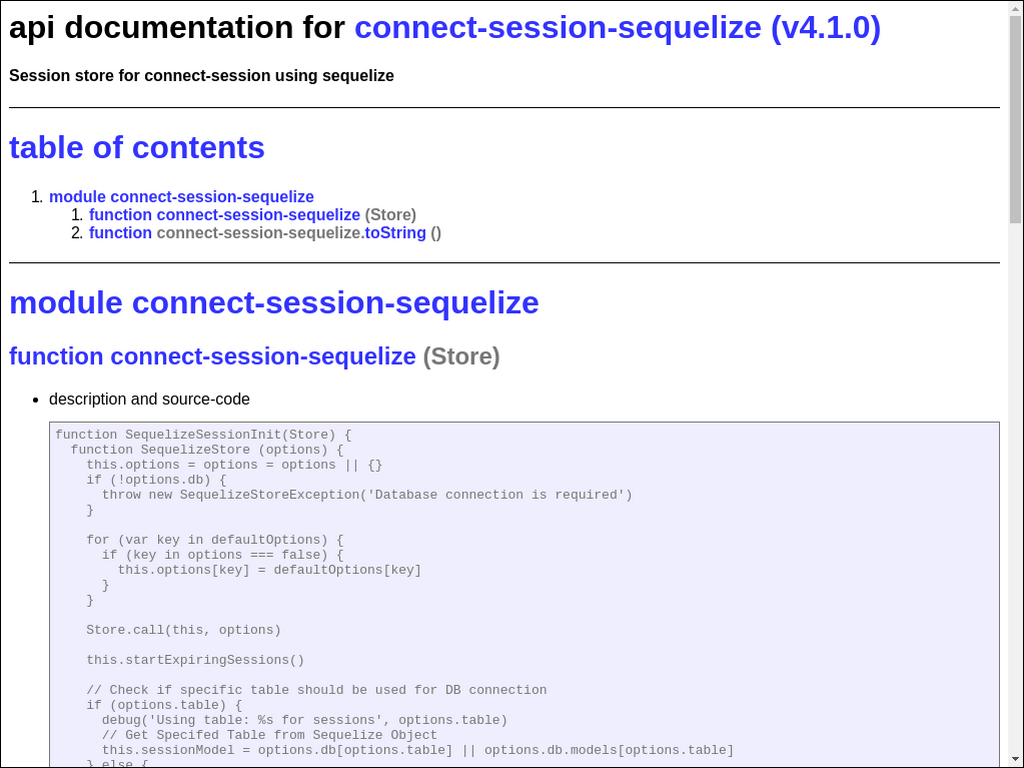 api documentation for connect-session-sequelize (v4.1.0)
Session store for connect-session using sequelize
table of contents
1. module connect-session-sequelize
1. function connect-session-sequelize (Store)
2. function connect-session-sequelize.toString ()
module connect-session-sequelize
function connect-session-sequelize (Store)
• description and source-code
function SequelizeSessionInit(Store) {
  function SequelizeStore (options) {
    this.options = options = options || {}
    if (!options.db) {
      throw new SequelizeStoreException('Database connection is required')
    }
    for (var key in defaultOptions) {
      if (key in options === false) {
        this.options[key] = defaultOptions[key]
      }
    }
    Store.call(this, options)
    this.startExpiringSessions()
    // Check if specific table should be used for DB connection
    if (options.table) {
      debug('Using table: %s for sessions', options.table)
      // Get Specifed Table from Sequelize Object
      this.sessionModel = options.db[options.table] || options.db.models[options.table]
    } else {